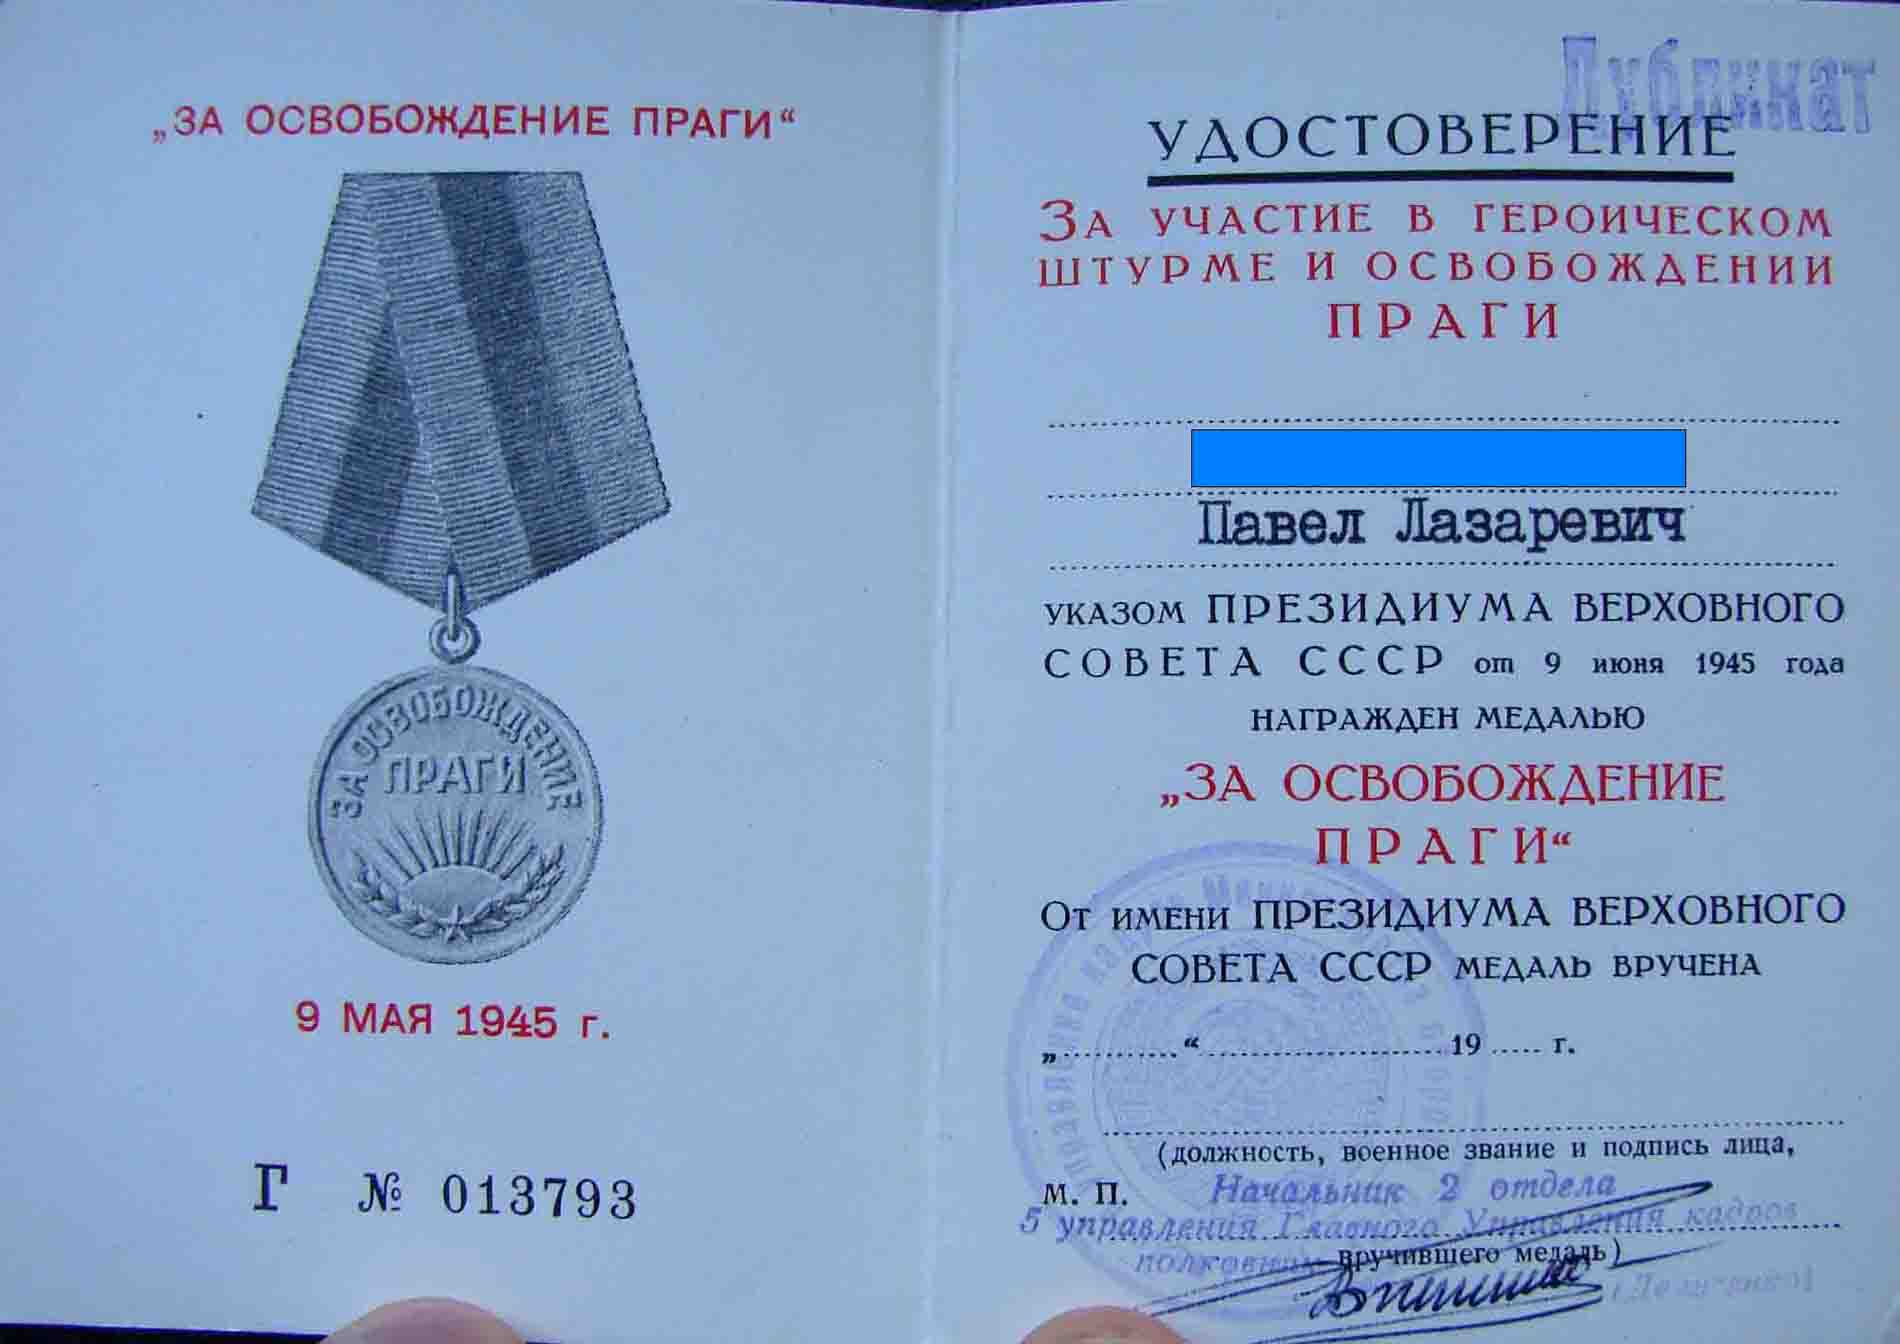 „ЗА ОСВОБОЖДЕНИЕ ПРАГИ“
ЗА ОСВОБОЖДЕНИЕ
ПРАГИ
9 МАЯ 1945 г.
Г № 013793
Дубликат
УДОСТОВЕРЕНИЕ
ЗА УЧАСТИЕ В ГЕРОИЧЕСКОМ
ШТУРМЕ И ОСВОБОЖДЕНИИ
ПРАГИ
Павел Лазаревич
УКАЗОМ ПРЕЗИДИУМА ВЕРХОВНОГО
СОВЕТА СССР от 9 июня 1945 года
НАГРАЖДЕН МЕДАЛЬЮ
„ЗА ОСВОБОЖДЕНИЕ
ПРАГИ“
ОТ ИМЕНИ ПРЕЗИДИУМА ВЕРХОВНОГО
СОВЕТА СССР МЕДАЛЬ ВРУЧЕНА
„...........“........................19.....г.
(должность, военное звание и подпись лица,
М. П. Начальник 2 отдела
5 управления Главного Управления кадров
полковник
вручившего медаль)